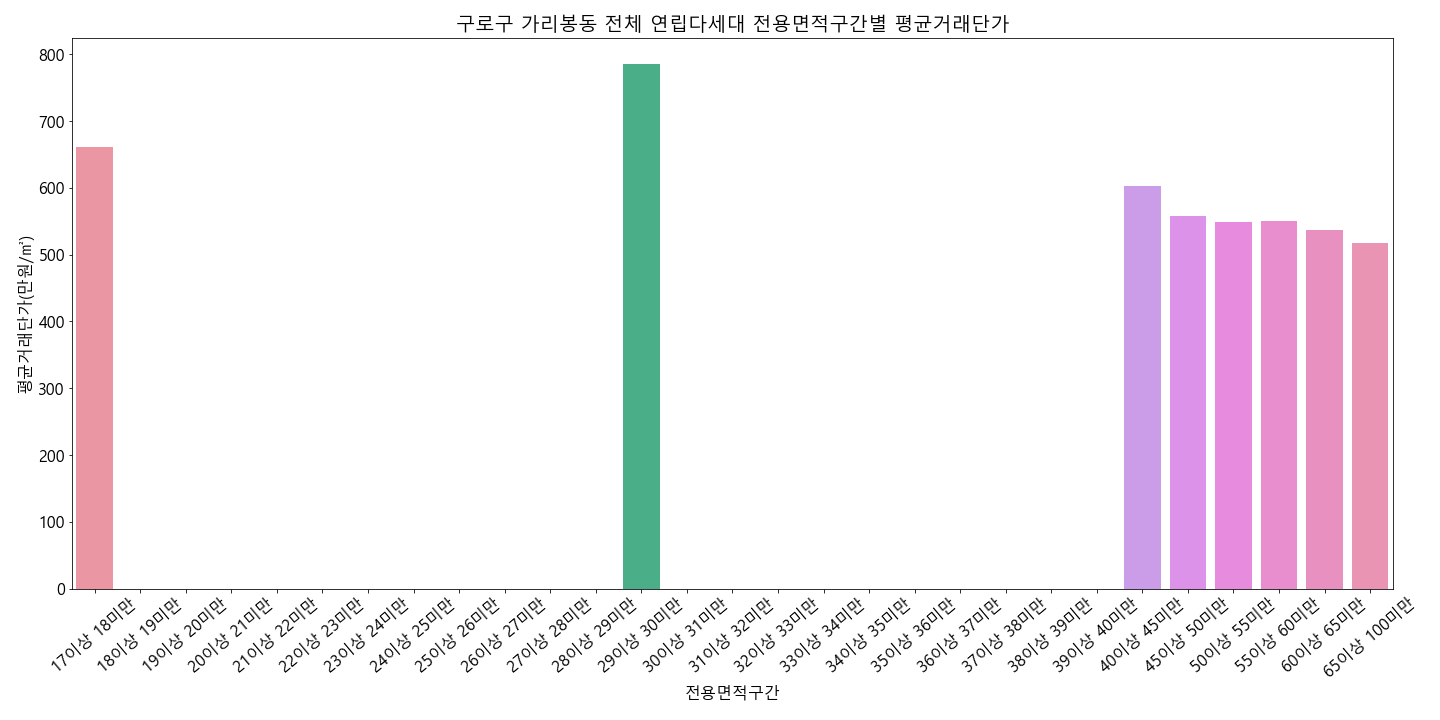 구로구 가리봉동 전체 연립다세대 전용면적구간별 평균거래단가
평균거래단가(만원/㎡)
800
700
600
500
400
300
200
100
0
17이상 18미만
18이상 19미만
19이상 20미만
20이상 21미만
21이상 22미만
22이상 23미만
23이상 24미만
24이상 25미만
25이상 26미만
26이상 27미만
27이상 28미만
28이상 29미만
29이상 30미만
30이상 31미만
31이상 32미만
32이상 33미만
33이상 34미만
34이상 35미만
35이상 36미만
36이상 37미만
37이상 38미만
38이상 39미만
39이상 40미만
40이상 45미만
45이상 50미만
50이상 55미만
55이상 60미만
60이상 65미만
65이상 100미만
전용면적구간